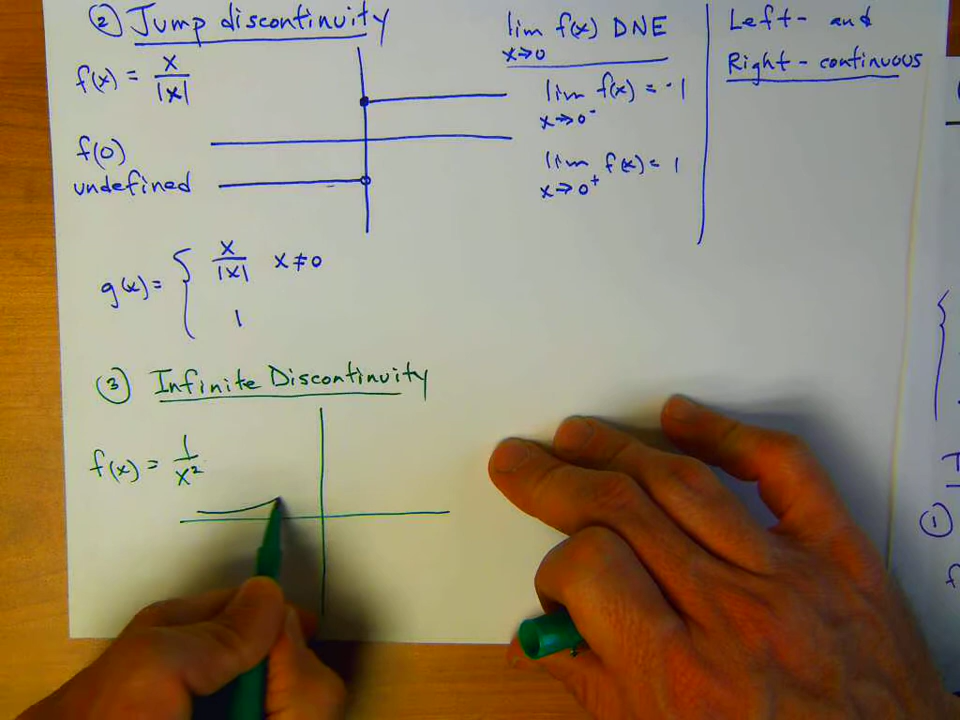 ② Jump discontinuity
f(x) = x/|x|
f(0)
undefined
lim f(x) DNE
x→0
lim f(x) = -1
x→0⁻
lim f(x) = 1
x→0⁺
Left- and
Right-continuous
g(x) = { x/|x| x≠0
1
③ Infinite Discontinuity
f(x) = 1/x²
①
f